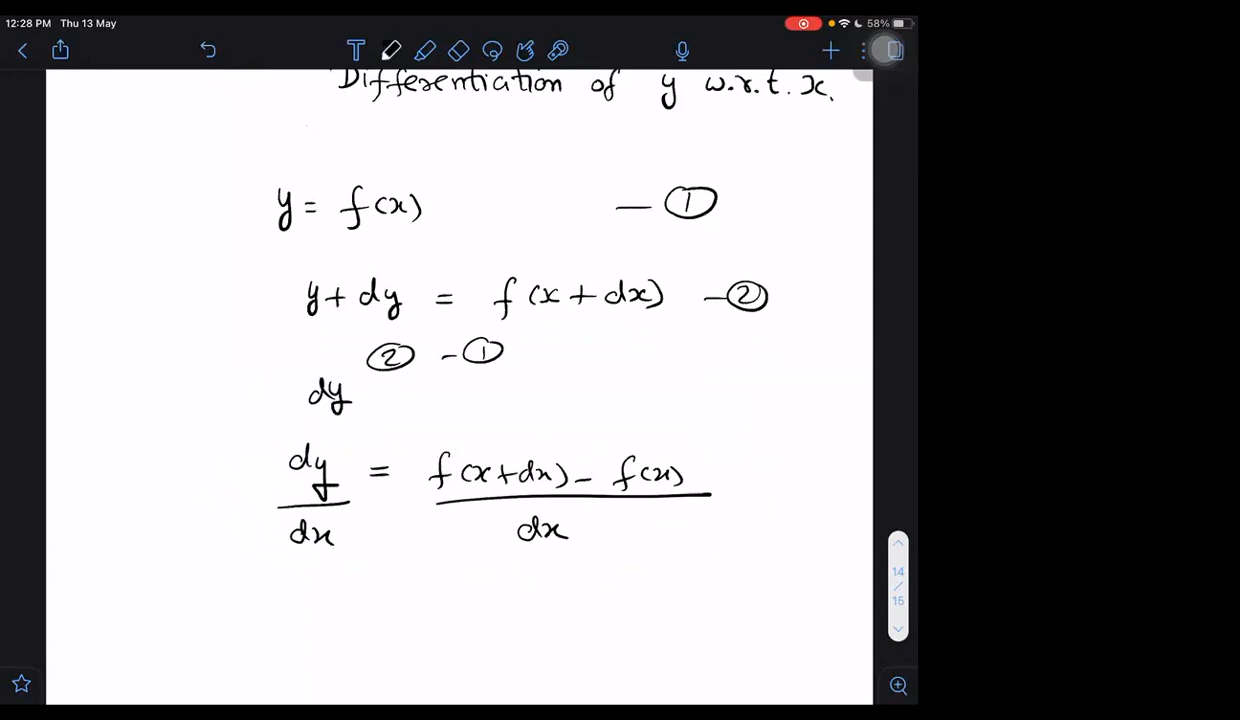 12:28 PM Thu 13 May 58%
T
Differentiation of y w.r.t. x.
y = f(x) — ①
y + dy = f(x + dx) – ②
② – ①
dy
dy/dx = f(x+dx) – f(x)/dx
14
/
15